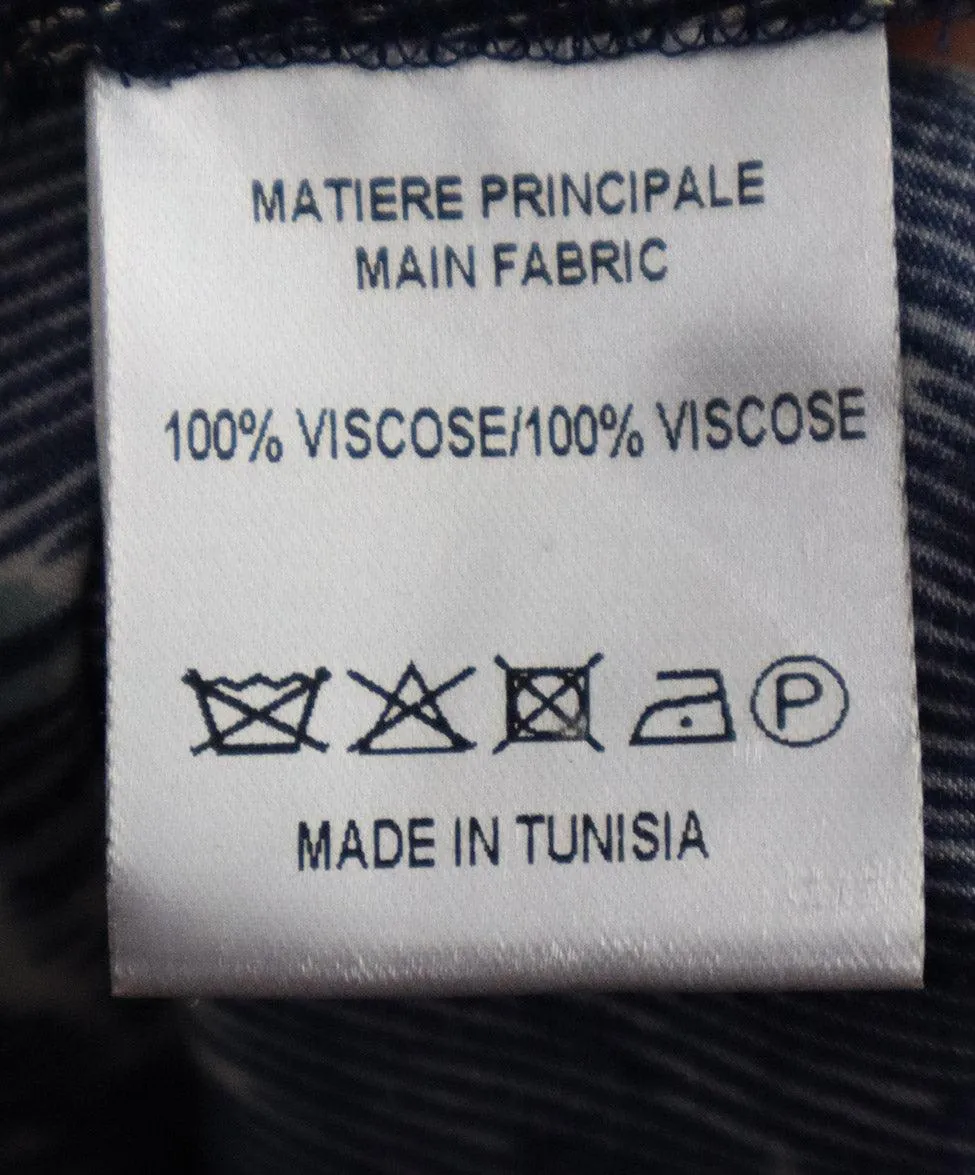 MATIERE PRINCIPALE
MAIN FABRIC
100% VISCOSE/100% VISCOSE
P
MADE IN TUNISIA